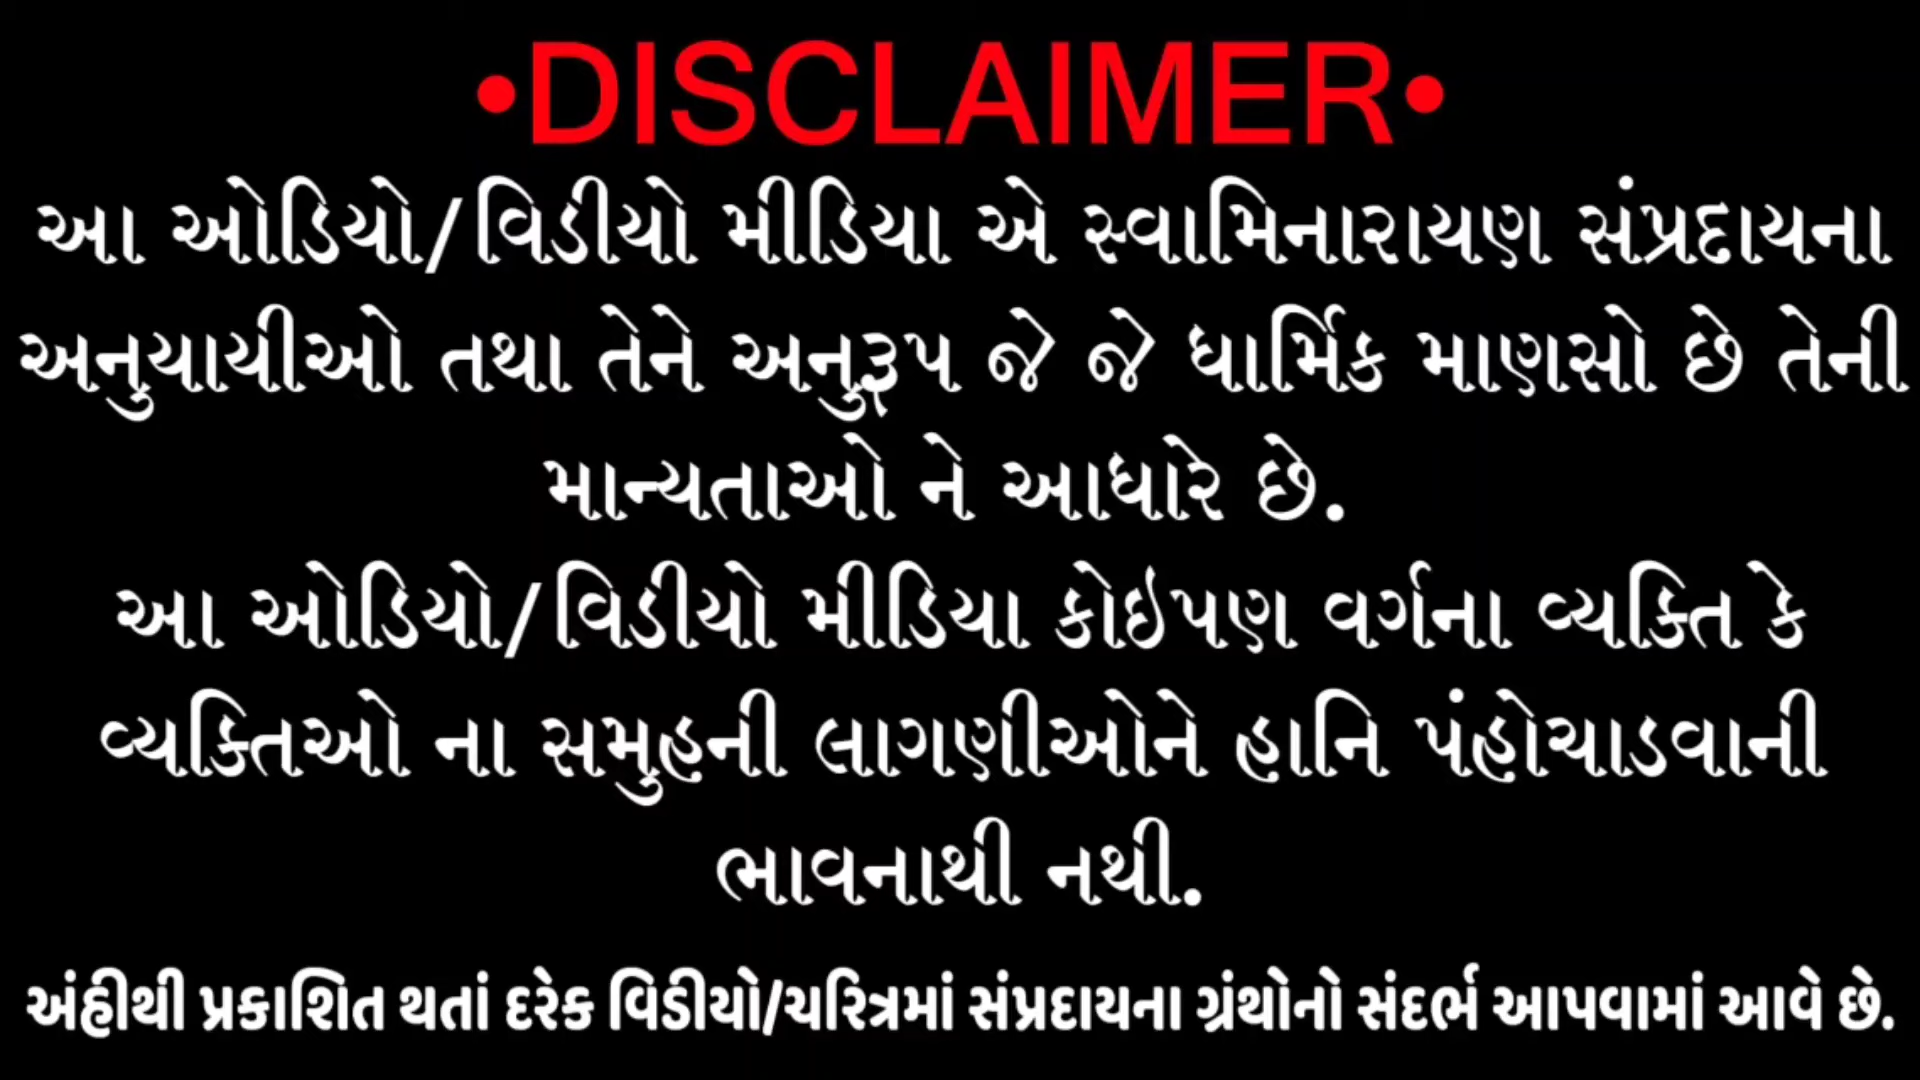 •DISCLAIMER•
આ ઓડિયો/વિડીયો મીડિયા એ સ્વામિનારાયણ સંપ્રદાયના
અનુયાયીઓ તથા તેને અનુરૂપ જે જે ધાર્મિક માણસો છે તેની
માન્યતાઓ ને આધારે છે.
આ ઓડિયો/વિડીયો મીડિયા કોઇપણ વર્ગના વ્યક્તિ કે
વ્યક્તિઓ ના સમુહની લાગણીઓને હાનિ પંહોચાડવાની
ભાવનાથી નથી.
અંહીથી પ્રકાશિત થતાં દરેક વિડીયો/ચરિત્રમાં સંપ્રદાયના ગ્રંથોનો સંદર્ભ આપવામાં આવે છે.